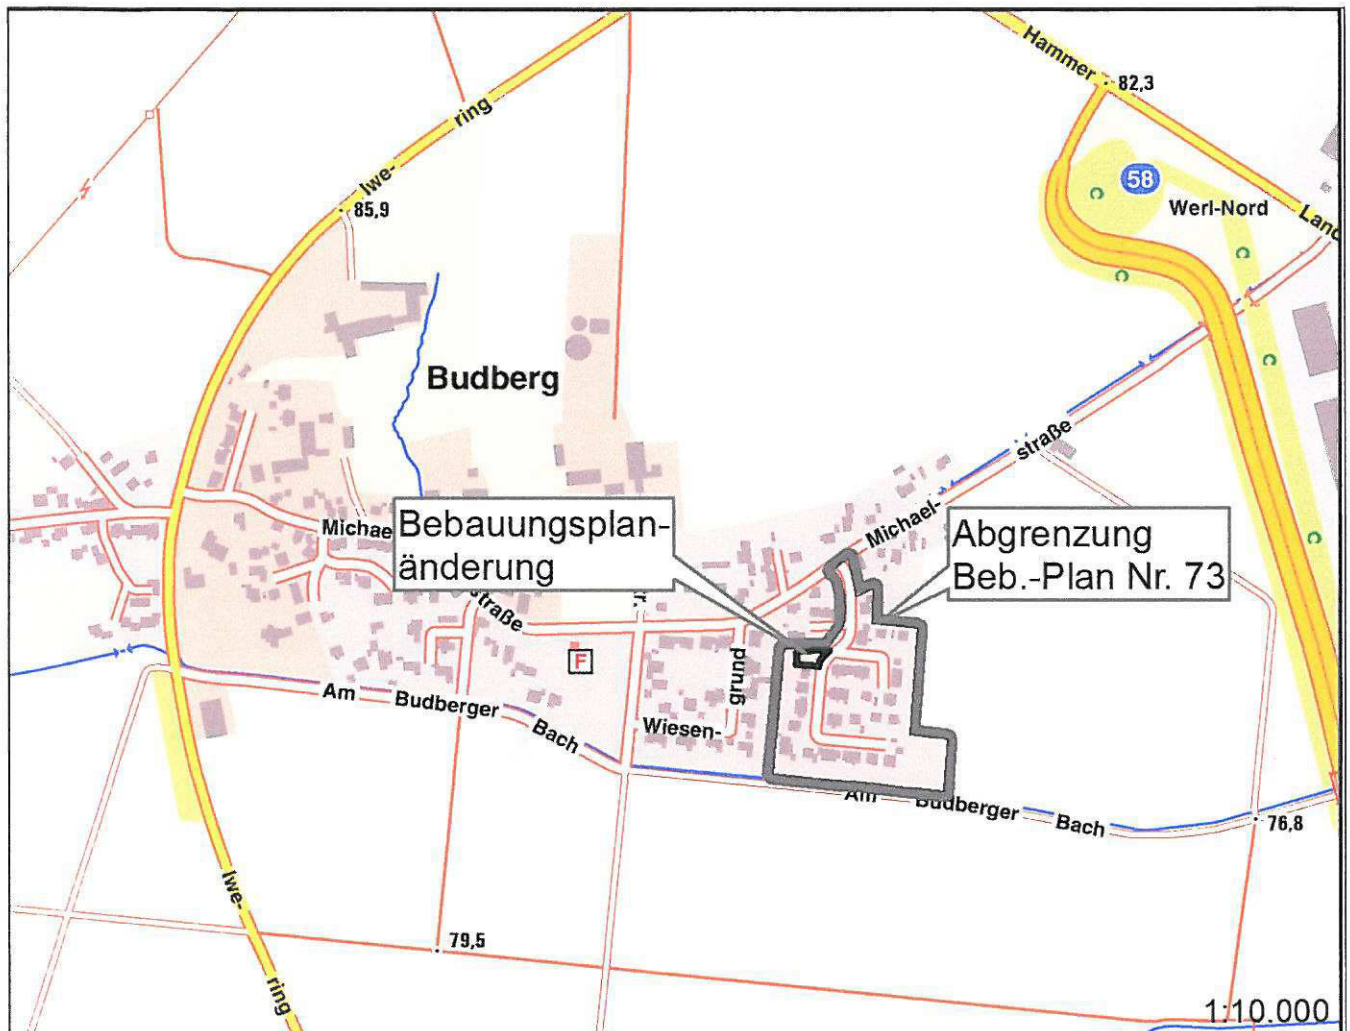 Hammer
82,3
ring
Iwe-
85,9
58
Werl-Nord
Land
Budberg
straße
Michael-
Michae
Bebauungsplan-
änderung
Abgrenzung
Beb.-Plan Nr. 73
straße
F
grund
Wiesen-
Am Budberger Bach
Am Budberger Bach
76,8
Iwe-
ring
79,5
1:10.000